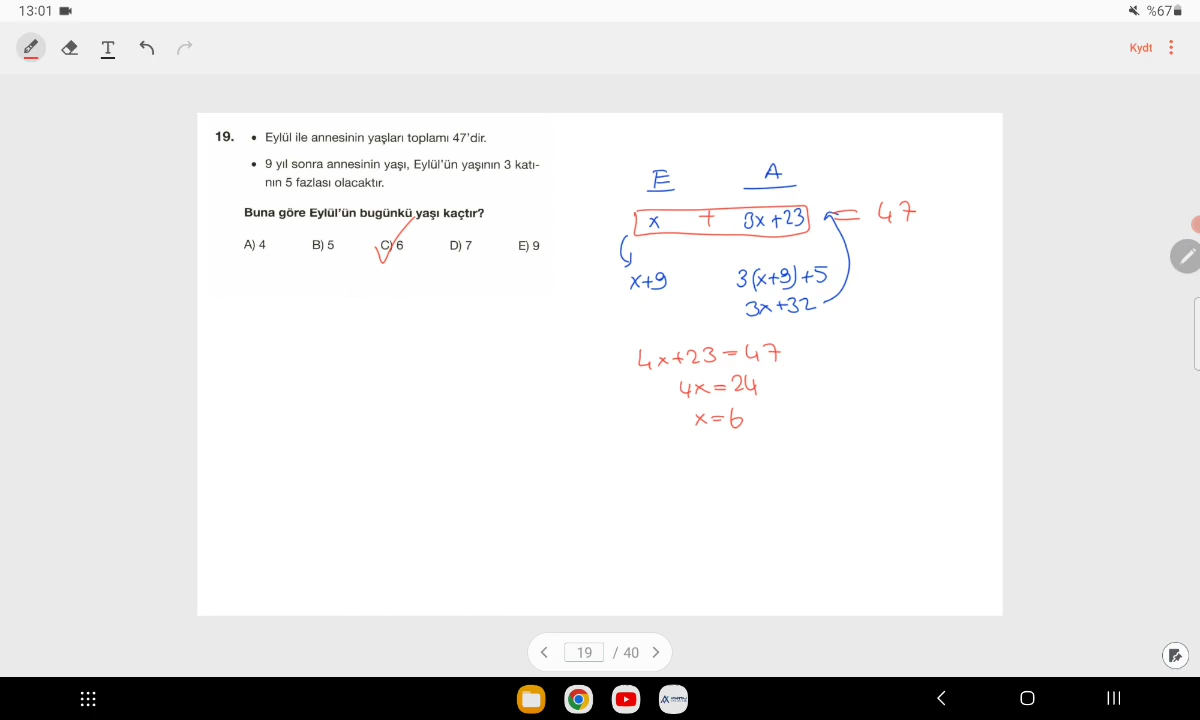 13:01 %67
T Kydt
19. • Eylül ile annesinin yaşları toplamı 47'dir.
• 9 yıl sonra annesinin yaşı, Eylül'ün yaşının 3 katı-
nın 5 fazlası olacaktır.
Buna göre Eylül'ün bugünkü yaşı kaçtır?
A) 4 B) 5 C) 6 D) 7 E) 9
E A
x + 3x+23 = 47
x+9 3(x+9)+5
3x+32
4x+23=47
4x=24
x=6
19 / 40